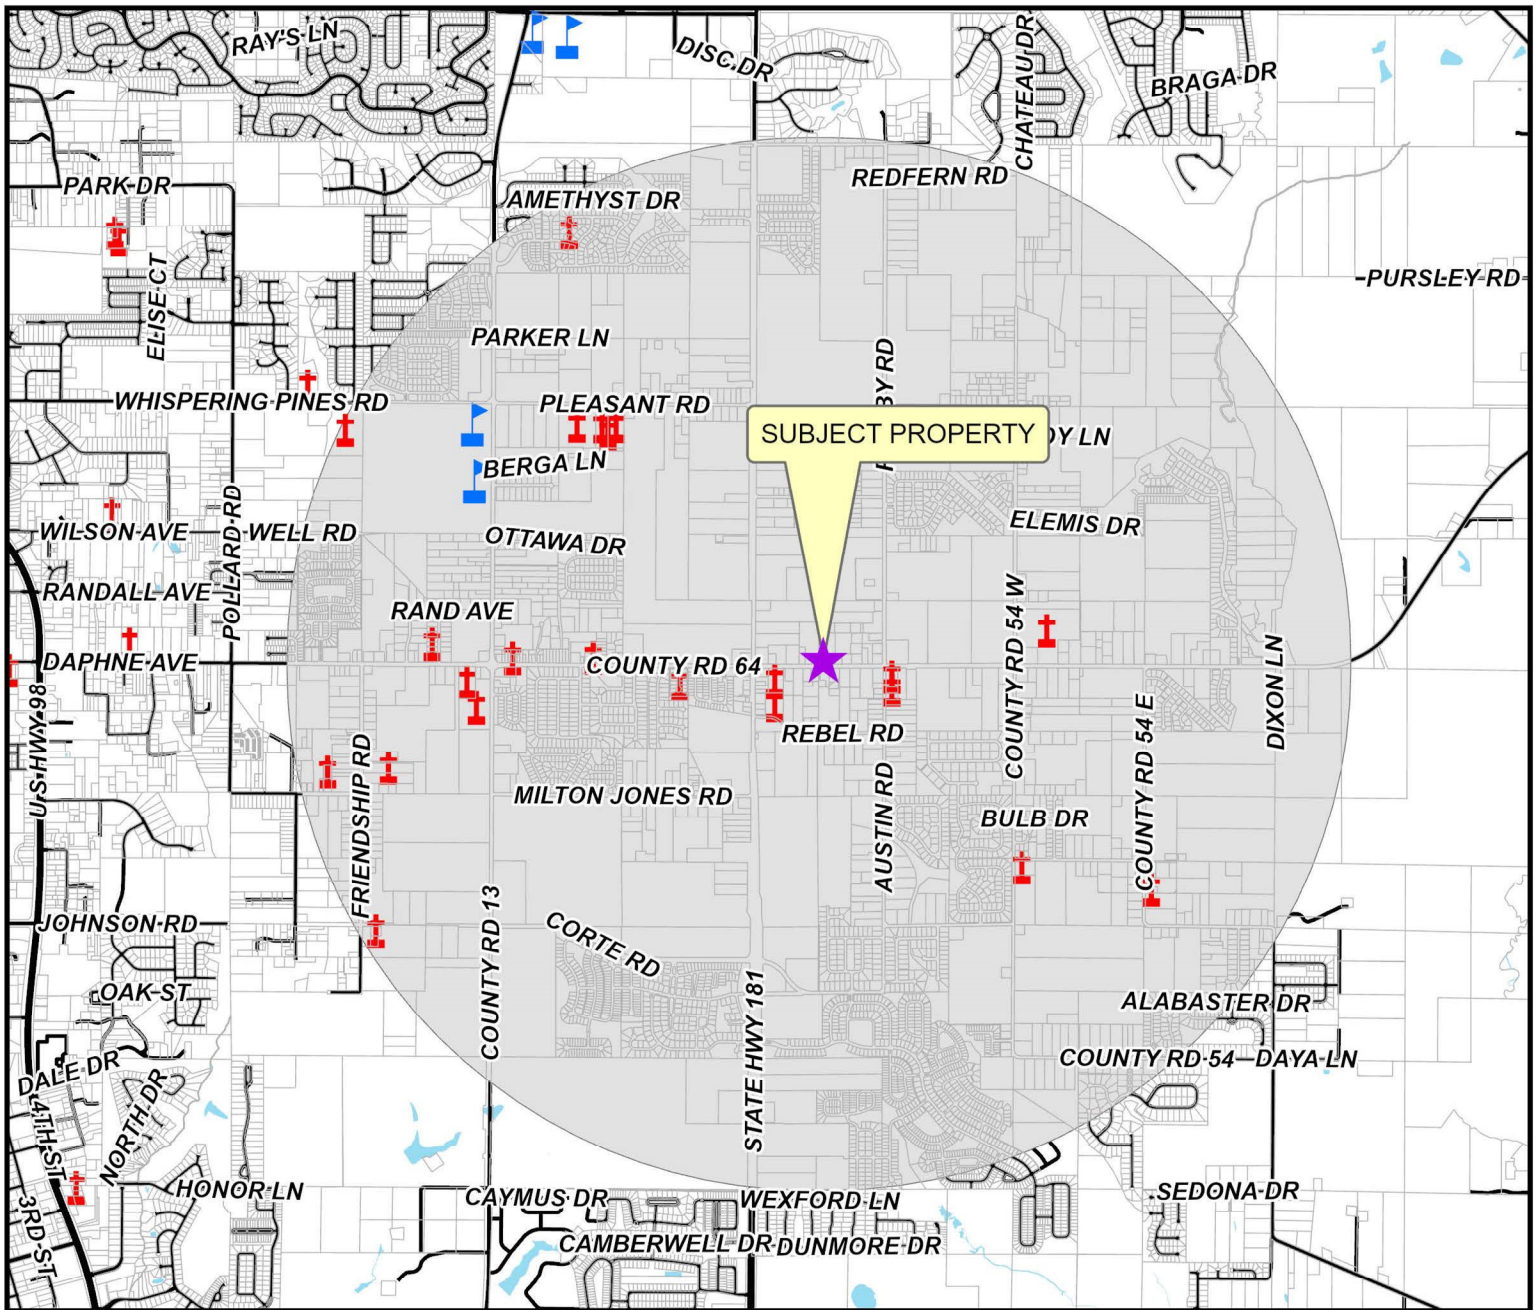 RAY'S LN
DISC DR
CHATEAU DR
BRAGA DR
PARK DR
AMETHYST DR
REDFERN RD
ELISE CT
PURSLEY RD
PARKER LN
BY RD
WHISPERING PINES RD
PLEASANT RD
SUBJECT PROPERTY
DY LN
BERGA LN
POLLARD RD
WILSON AVE
WELL RD
OTTAWA DR
ELEMIS DR
RANDALL AVE
RAND AVE
COUNTY RD 54 W
DAPHNE AVE
COUNTY RD 64
DIXON LN
U S HWY 98
REBEL RD
COUNTY RD 54 E
FRIENDSHIP RD
MILTON JONES RD
AUSTIN RD
BULB DR
JOHNSON RD
COUNTY RD 13
CORTE RD
OAK ST
STATE HWY 181
ALABASTER DR
DALE DR
COUNTY RD 54
DAYA LN
4TH ST
NORTH DR
HONOR LN
CAYMUS DR
WEXFORD LN
SEDONA DR
3RD ST
CAMBERWELL DR
DUNMORE DR